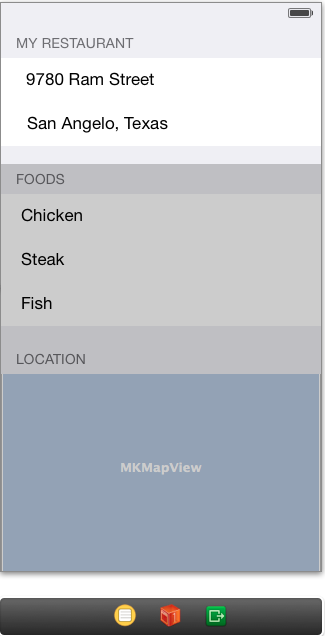 MY RESTAURANT
9780 Ram Street
San Angelo, Texas
FOODS
Chicken
Steak
Fish
LOCATION
MKMapView